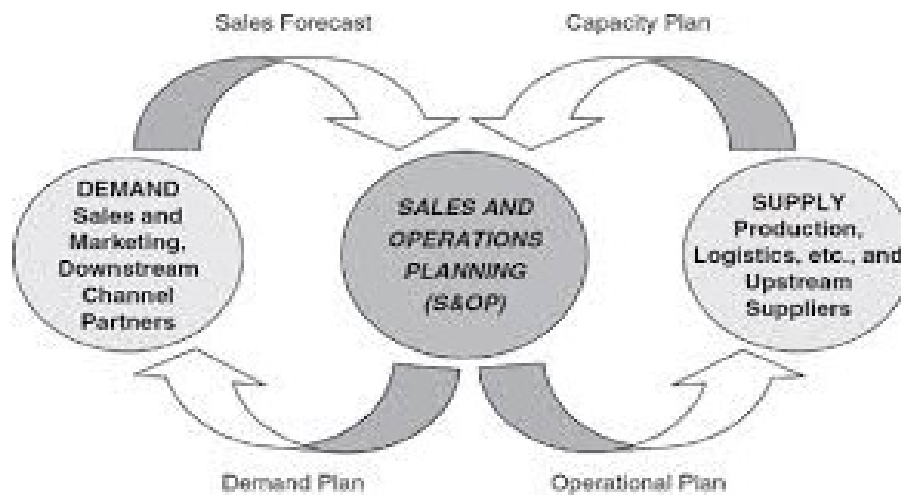 Sales Forecast
Capacity Plan
DEMAND
Sales and
Marketing,
Downstream
Channel
Partners
SALES AND
OPERATIONS
PLANNING
(S&OP)
SUPPLY
Production,
Logistics, etc., and
Upstream
Suppliers
Demand Plan
Operational Plan